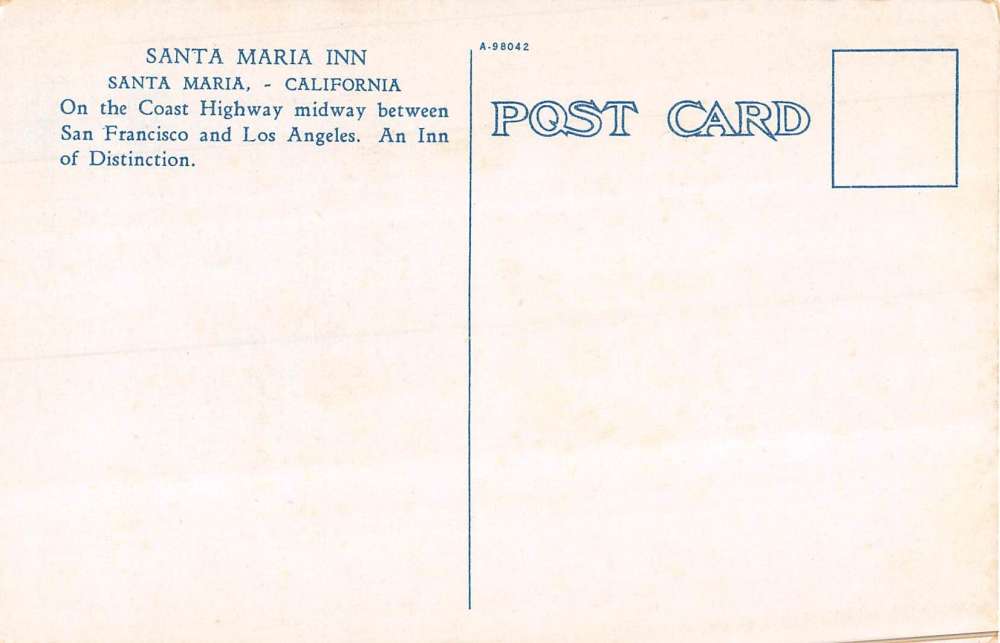 SANTA MARIA INN
SANTA MARIA, - CALIFORNIA
On the Coast Highway midway between
San Francisco and Los Angeles. An Inn
of Distinction.
A-98042
POST CARD